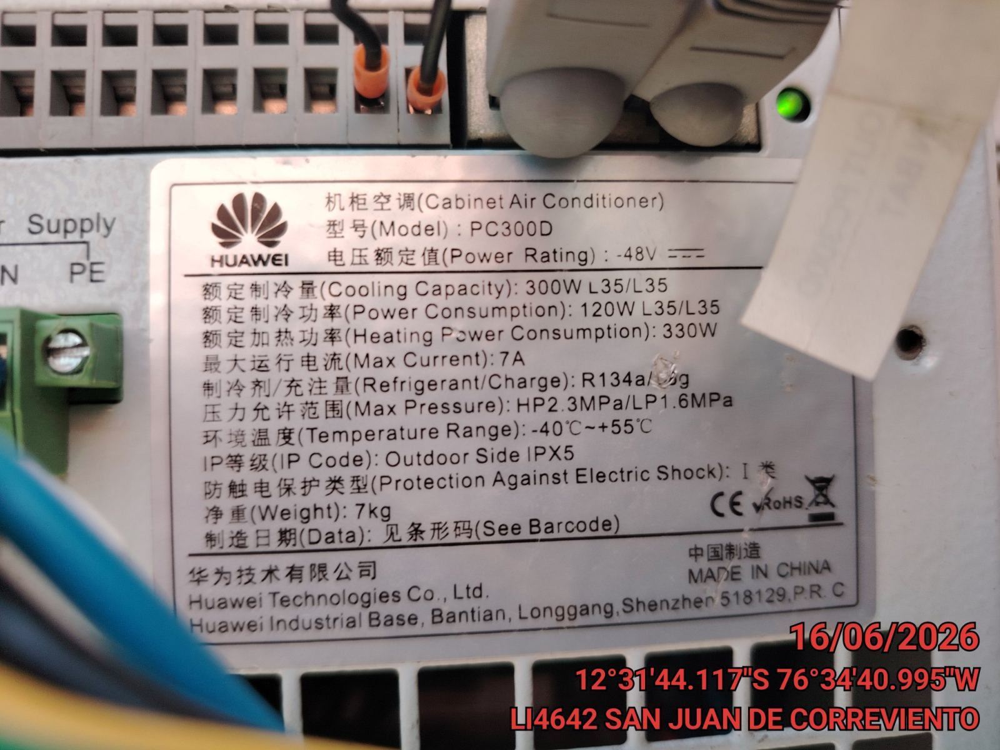 Supply
N PE
HUAWEI
机柜空调(Cabinet Air Conditioner)
型号(Model) : PC300D
电压额定值(Power Rating) : -48V
额定制冷量(Cooling Capacity): 300W L35/L35
额定制冷功率(Power Consumption): 120W L35/L35
额定加热功率(Heating Power Consumption): 330W
最大运行电流(Max Current): 7A
制冷剂/充注量(Refrigerant/Charge): R134a/
压力允许范围(Max Pressure): HP2.3MPa/LP1.6MPa
环境温度(Temperature Range): -40℃~+55℃
IP等级(IP Code): Outdoor Side IPX5
防触电保护类型(Protection Against Electric Shock): I 类
净重(Weight): 7kg
CE RoHS
制造日期(Data): 见条形码(See Barcode)
华为技术有限公司
中国制造
MADE IN CHINA
Huawei Technologies Co., Ltd.
Huawei Industrial Base, Bantian, Longgang, Shenzhen 518129, P.R. C
16/06/2026
12°31'44.117"S 76°34'40.995"W
LI4642 SAN JUAN DE CORREVIENTO